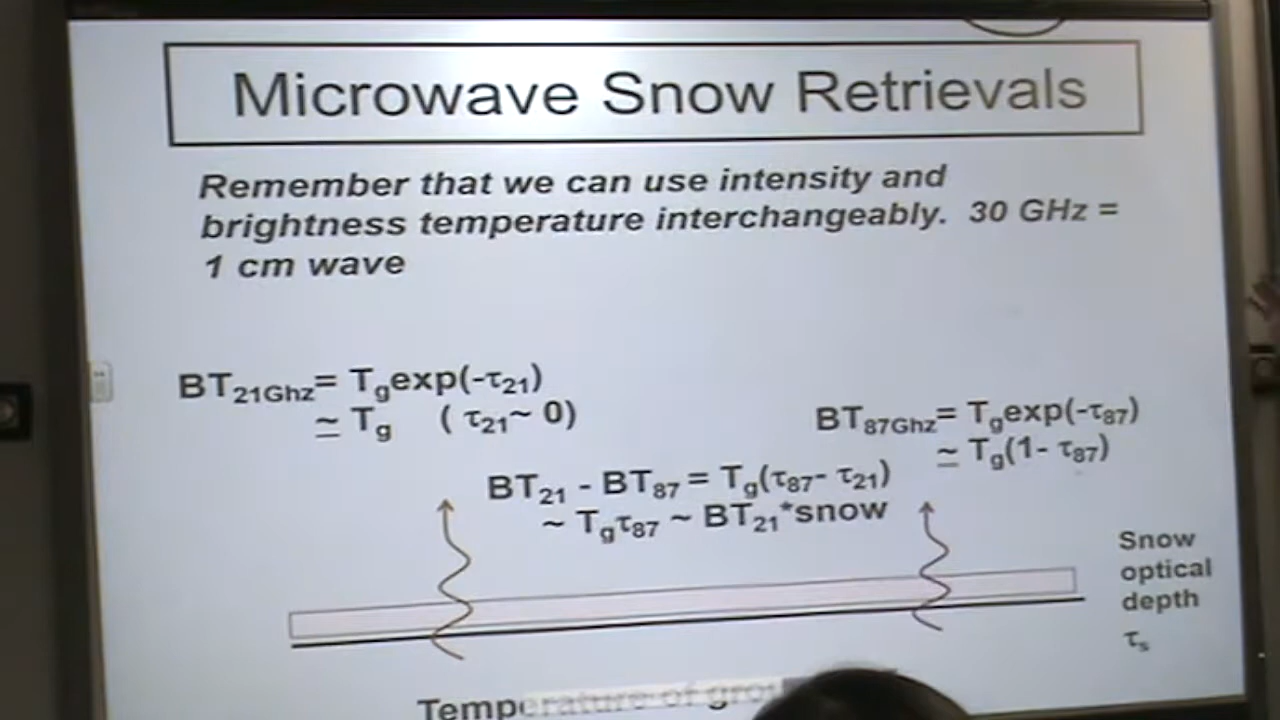 Microwave Snow Retrievals
Remember that we can use intensity and
brightness temperature interchangeably. 30 GHz =
1 cm wave
BT₂₁Ghz= Tgexp(-τ₂₁)
≃ Tg ( τ₂₁~ 0)
BT₈₇Ghz= Tgexp(-τ₈₇)
≃ Tg(1- τ₈₇)
BT₂₁ - BT₈₇ = Tg(τ₈₇- τ₂₁)
~ Tgτ₈₇ ~ BT₂₁*snow
Snow
optical
depth
τs
Temperature of